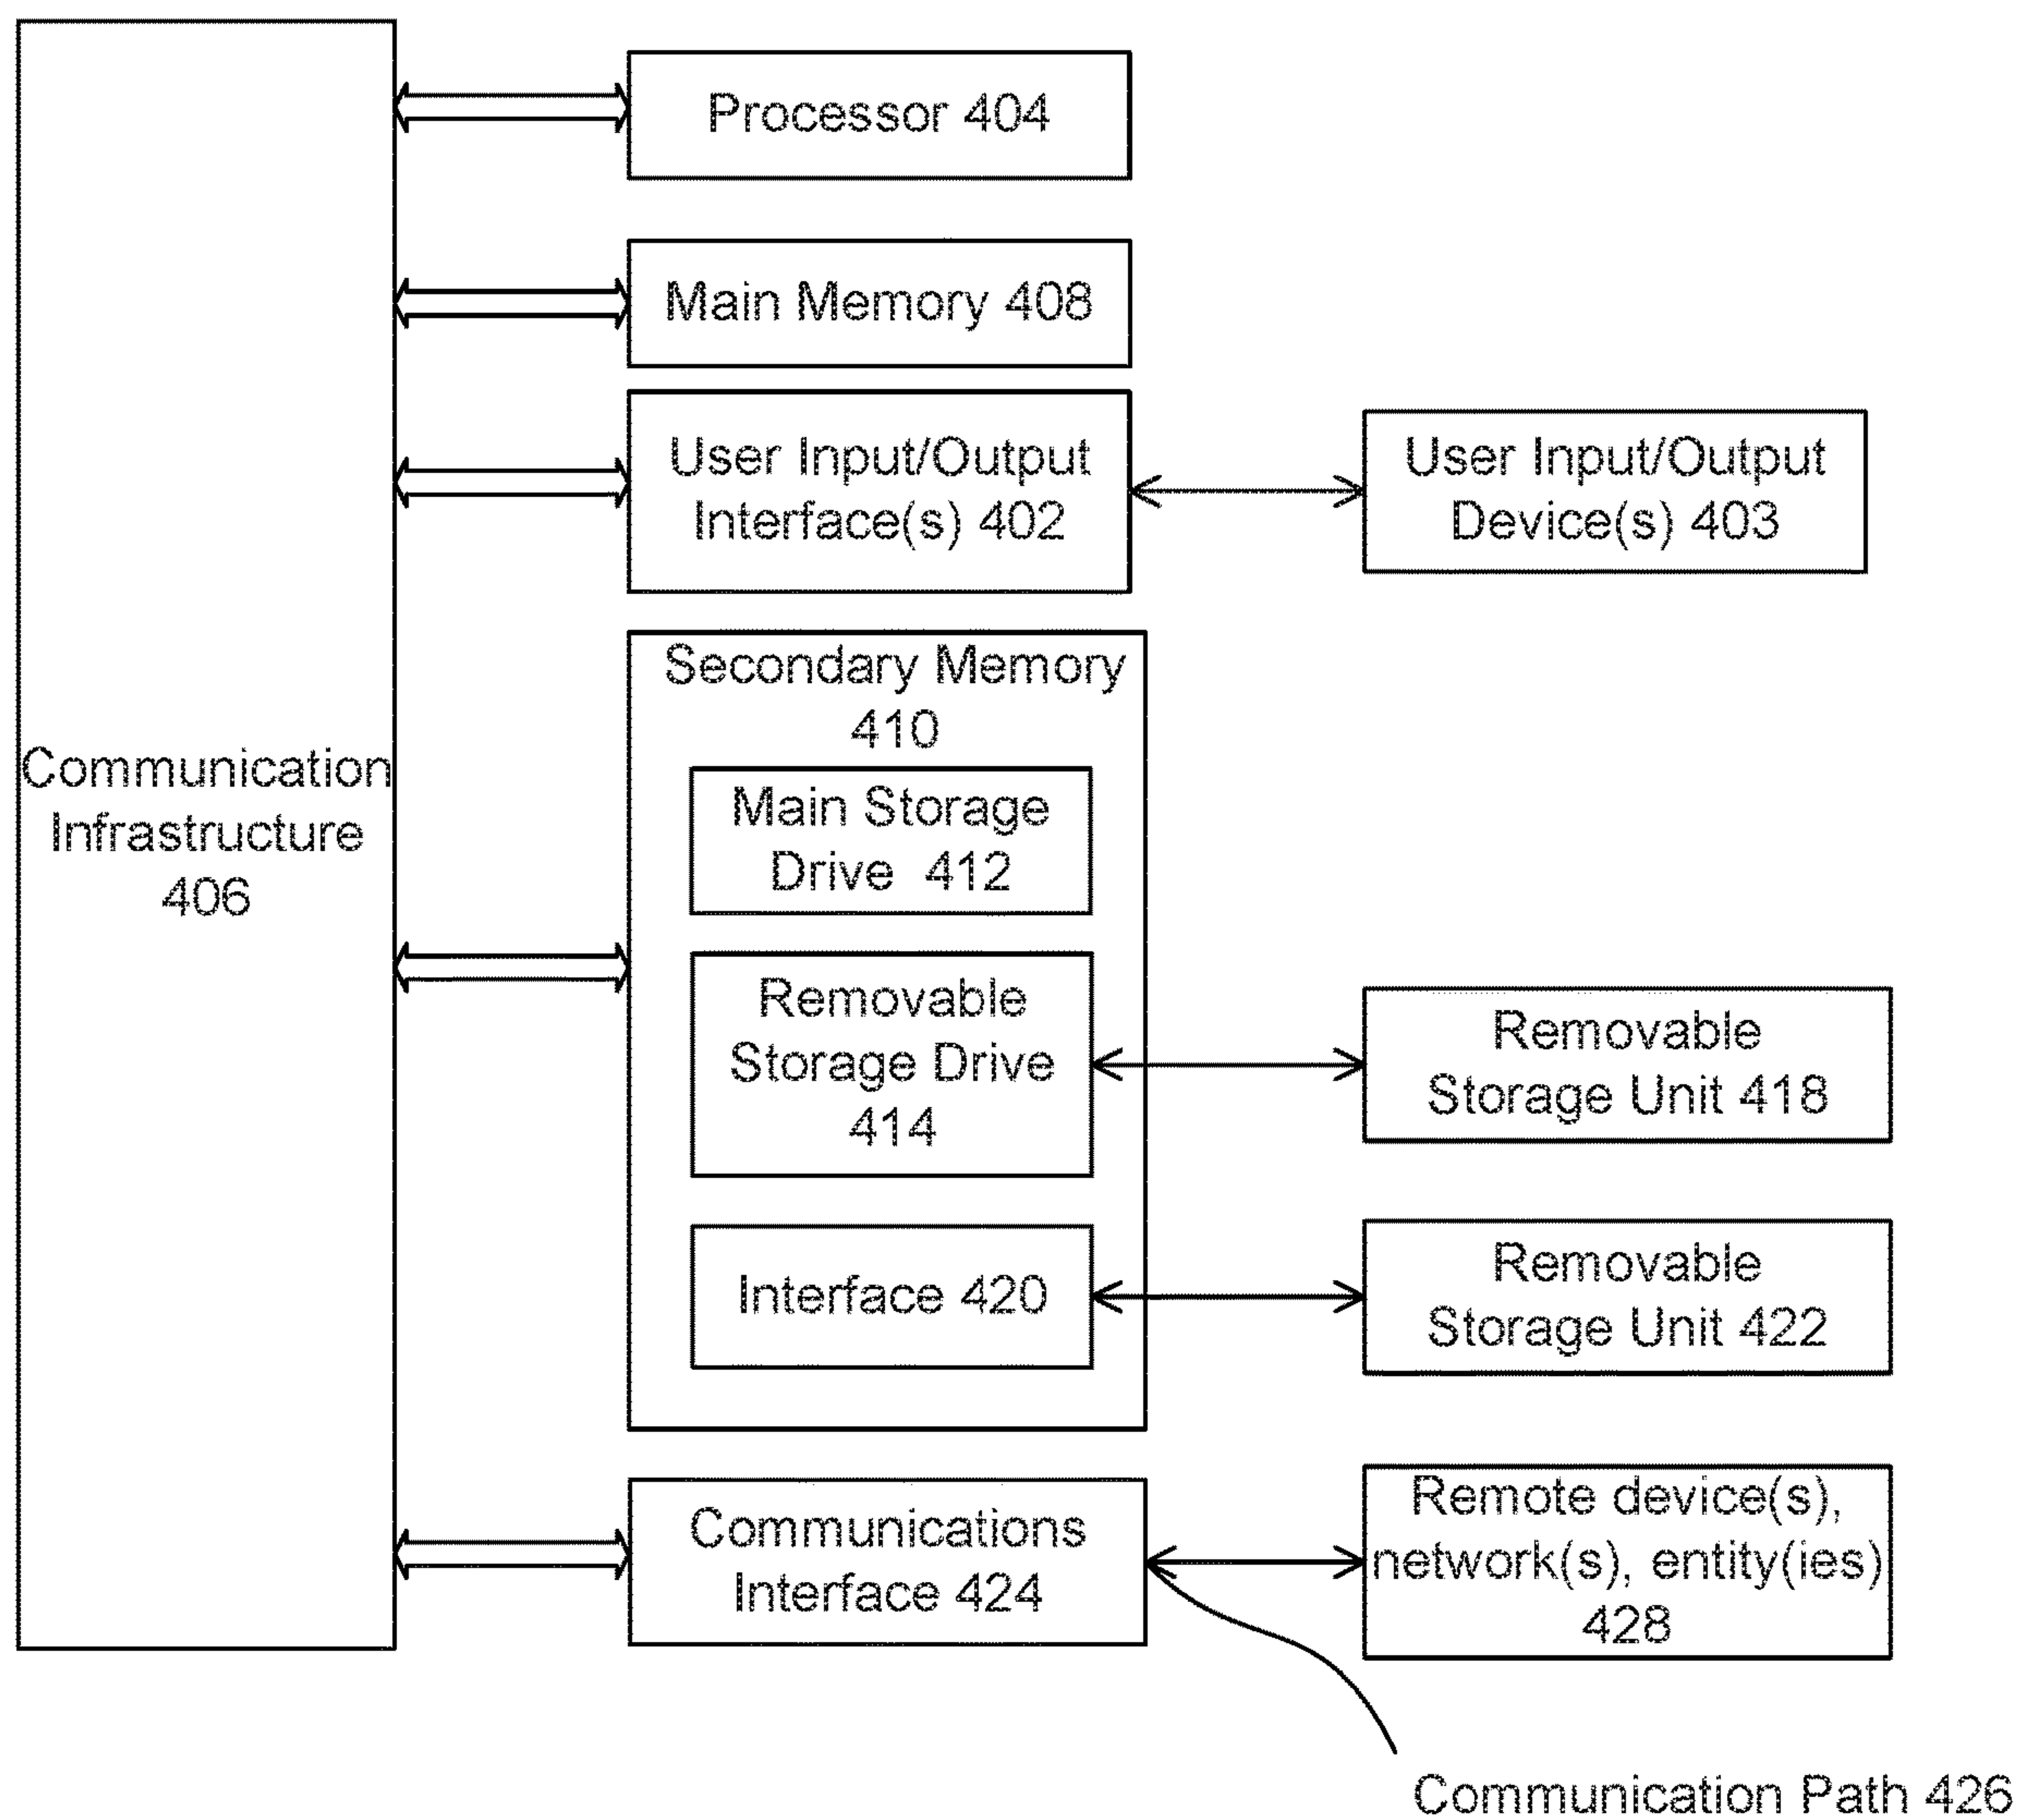 Processor 404
Main Memory 408
User Input/Output
Interface(s) 402
User Input/Output
Device(s) 403
Communication
Infrastructure
406
Secondary Memory
410
Main Storage
Drive 412
Removable
Storage Drive
414
Removable
Storage Unit 418
Interface 420
Removable
Storage Unit 422
Communications
Interface 424
Remote device(s),
network(s), entity(ies)
428
Communication Path 426